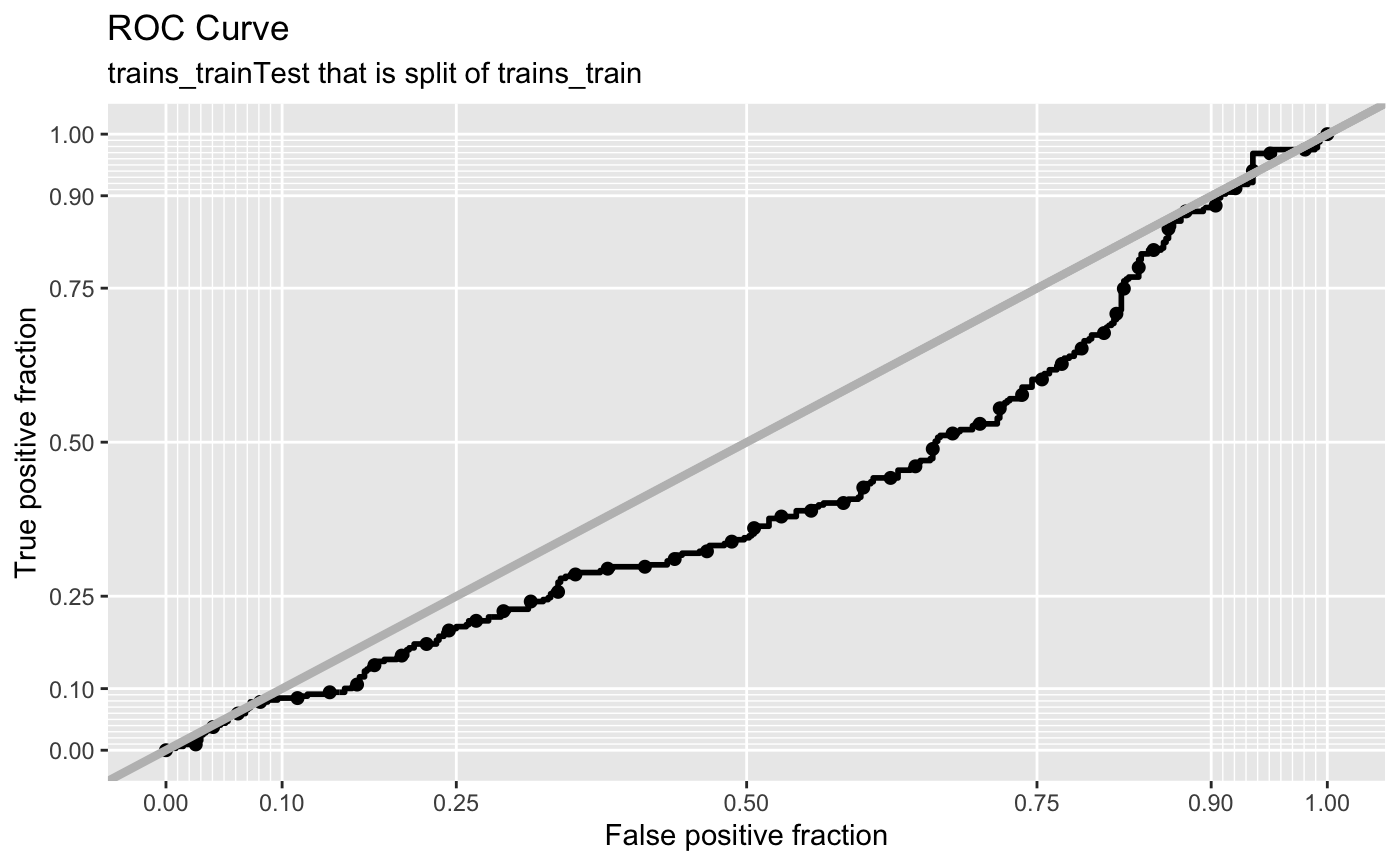 ROC Curve
trains_trainTest that is split of trains_train
True positive fraction
1.00
0.90
0.75
0.50
0.25
0.10
0.00
0.00 0.10 0.25 0.50 0.75 0.90 1.00
False positive fraction